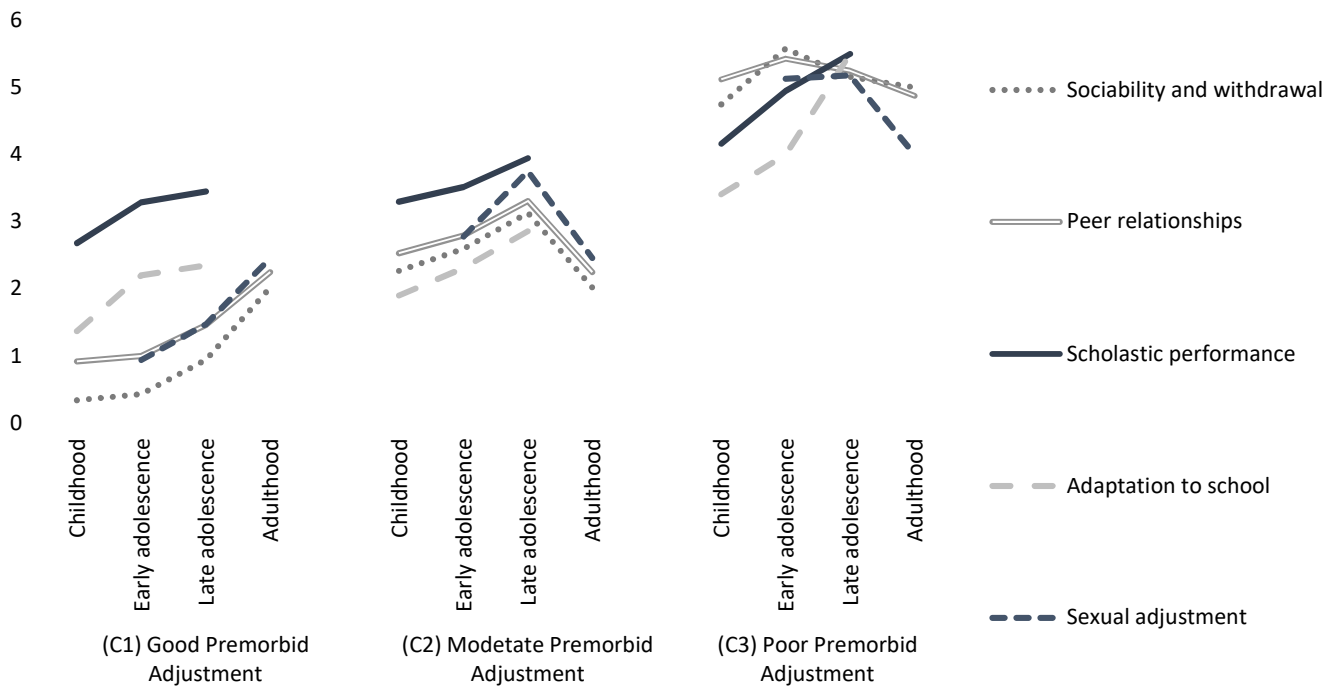 6
5
4
3
2
1
0
Childhood
Early adolescence
Late adolescence
Adulthood
(C1) Good Premorbid
Adjustment
Childhood
Early adolescence
Late adolescence
Adulthood
(C2) Modetate Premorbid
Adjustment
Childhood
Early adolescence
Late adolescence
Adulthood
(C3) Poor Premorbid
Adjustment
Sociability and withdrawal
Peer relationships
Scholastic performance
Adaptation to school
Sexual adjustment